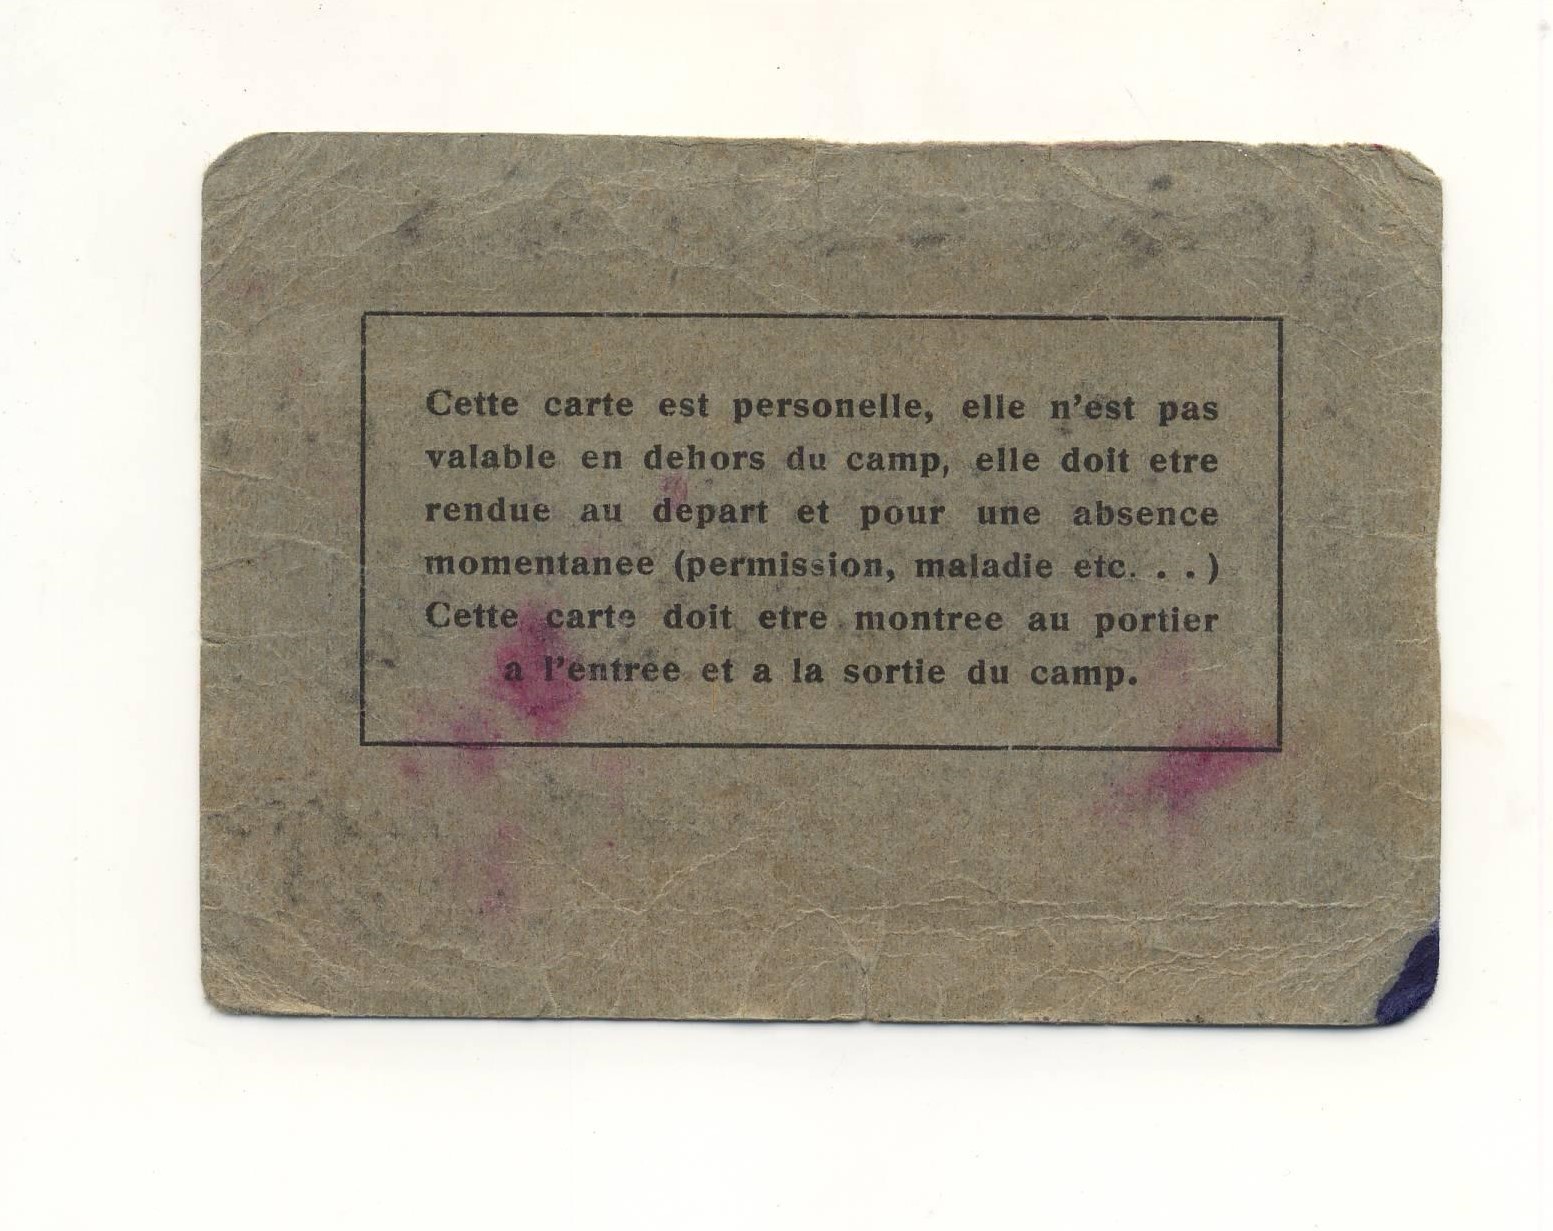 Cette carte est personelle, elle n'est pas
valable en dehors du camp, elle doit etre
rendue au depart et pour une absence
momentanee (permission, maladie etc. . .)
Cette carte doit etre montree au portier
a l'entree et a la sortie du camp.